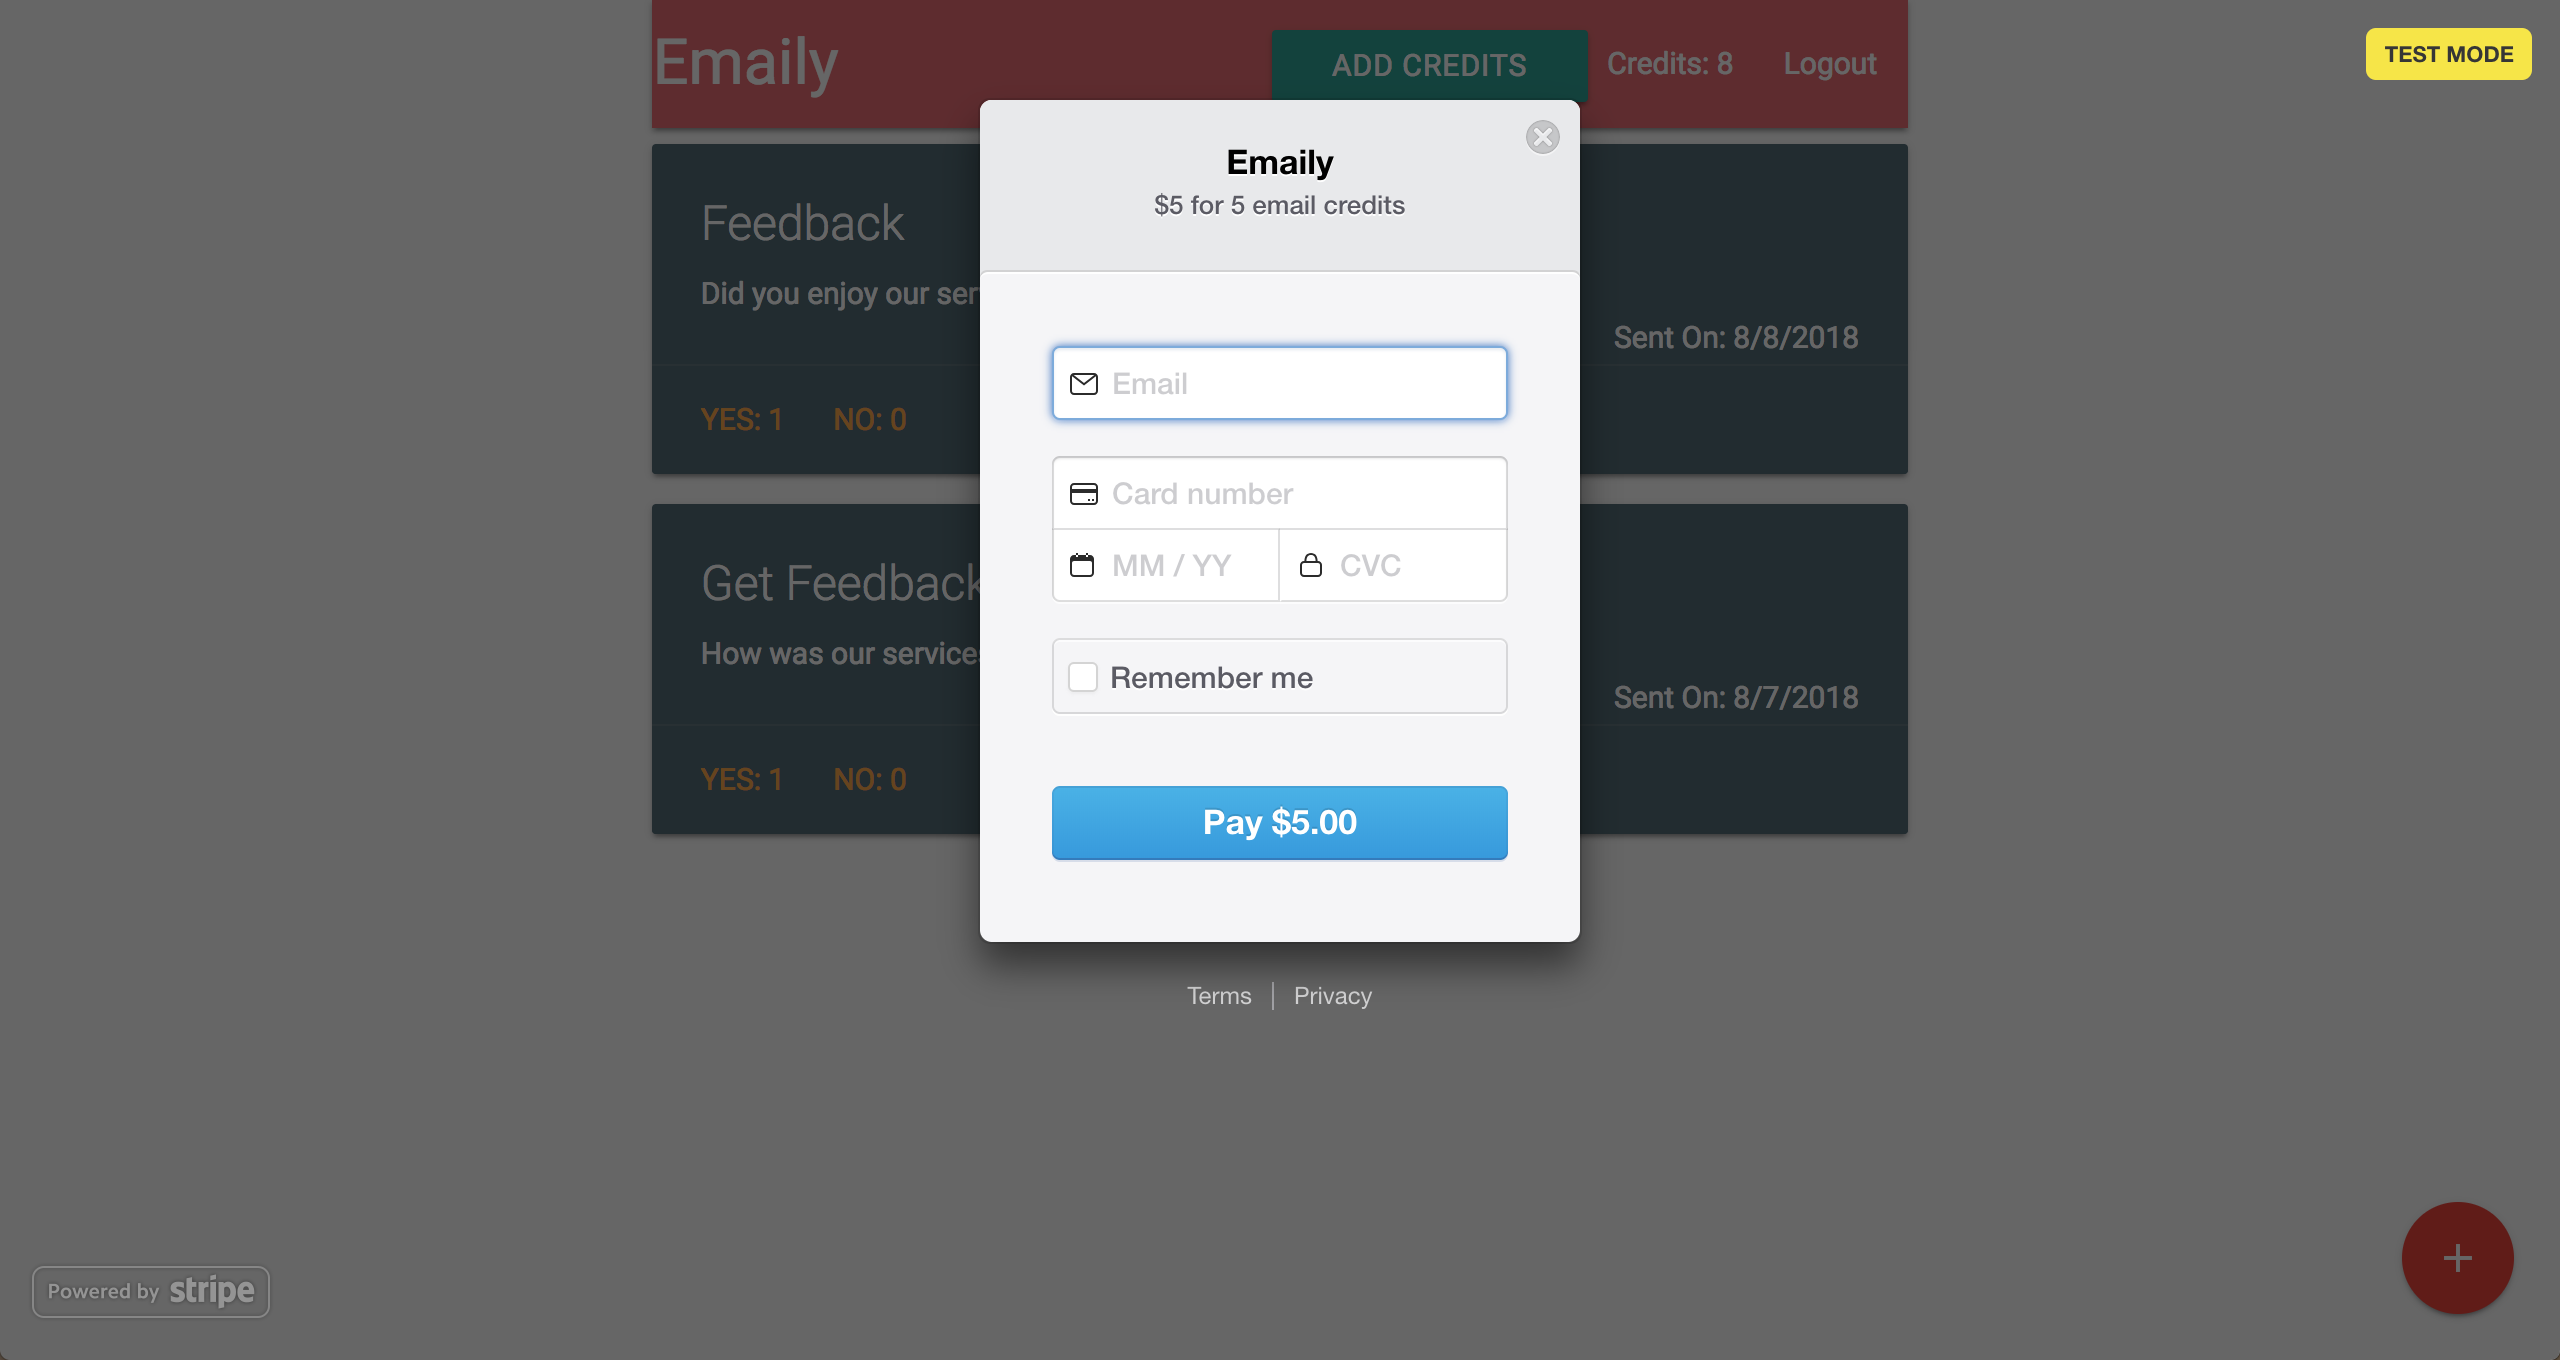 Emaily
ADD CREDITS
Credits: 8
Logout
TEST MODE
Emaily
$5 for 5 email credits
Feedback
Did you enjoy our
Sent On: 8/8/2018
YES: 1
NO: 0
Email
Card number
MM / YY
CVC
Get Feedback
How was our
Remember me
Sent On: 8/7/2018
YES: 1
NO: 0
Pay $5.00
Terms
Privacy
Powered by stripe
+